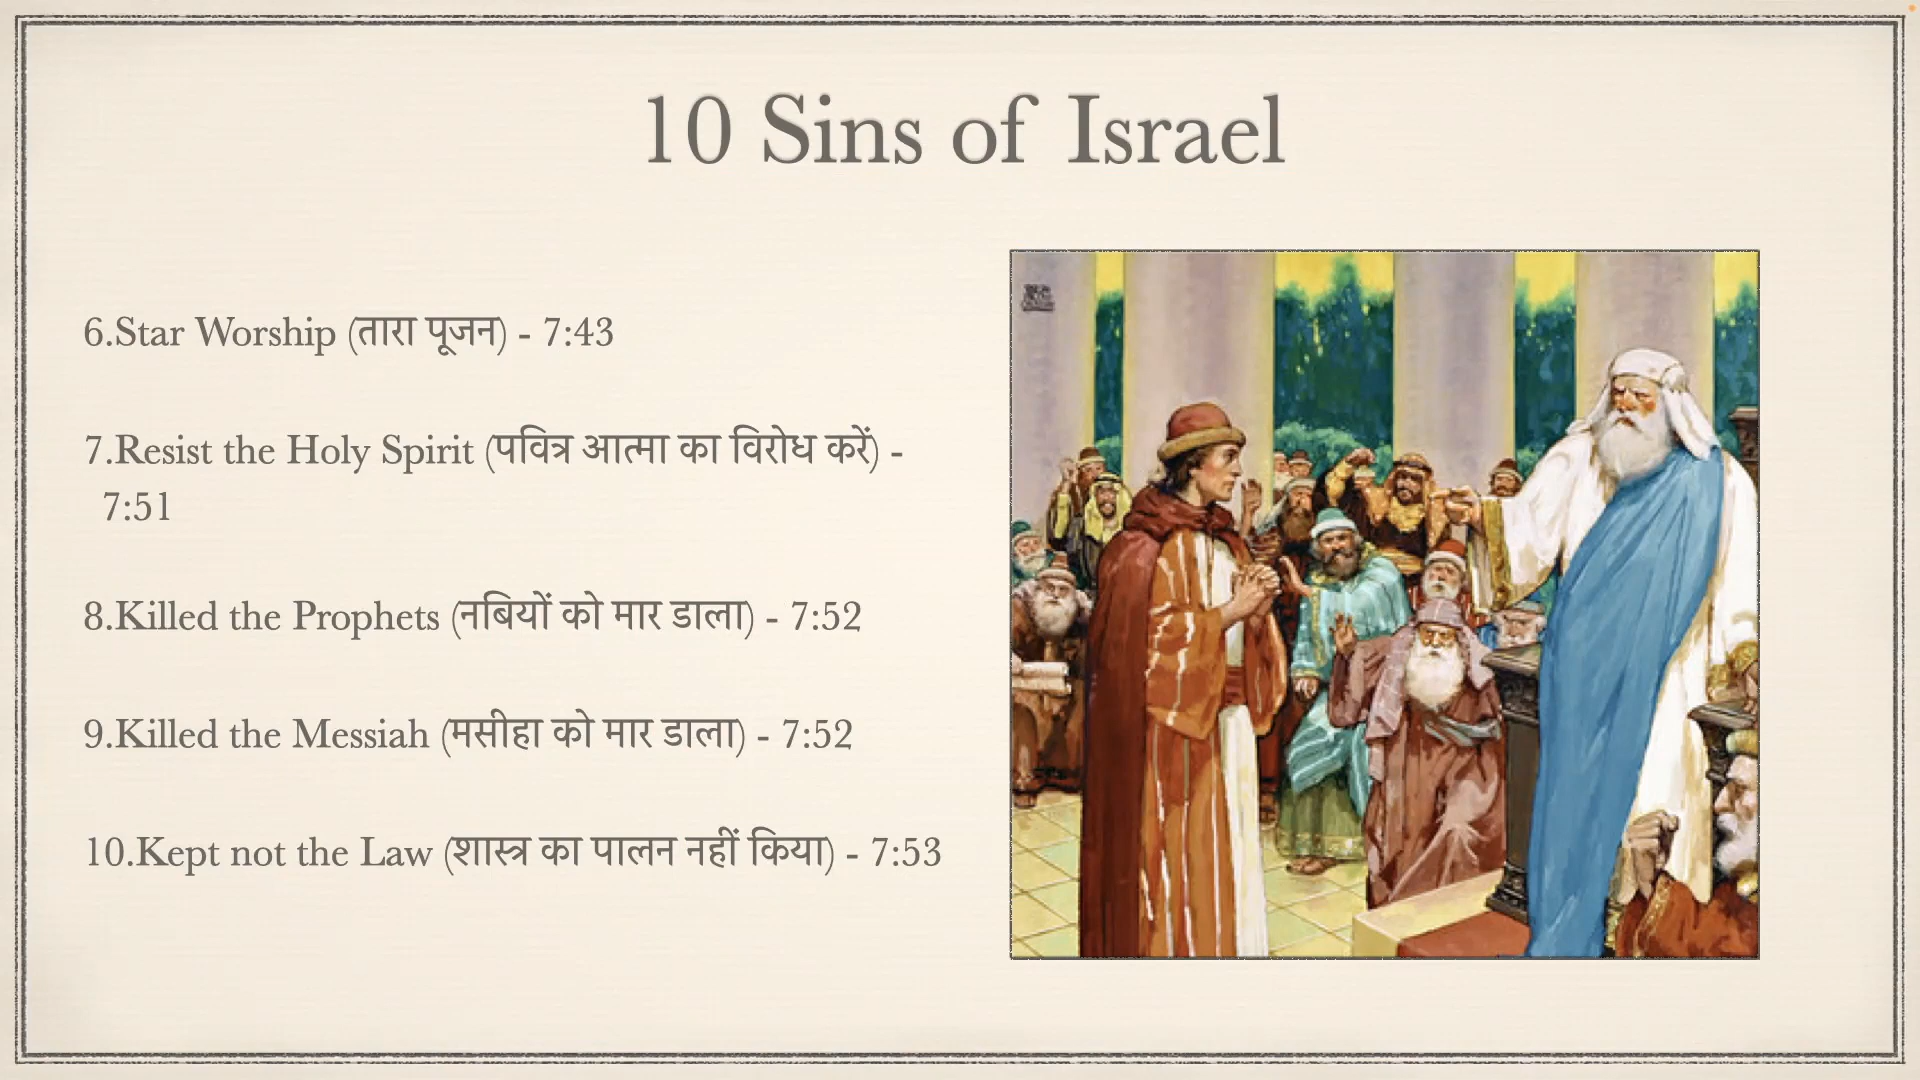 10 Sins of Israel
6.Star Worship (तारा पूजन) - 7:43
7.Resist the Holy Spirit (पवित्र आत्मा का विरोध करें) -
7:51
8.Killed the Prophets (नबियों को मार डाला) - 7:52
9.Killed the Messiah (मसीहा को मार डाला) - 7:52
10.Kept not the Law (शास्त्र का पालन नहीं किया) - 7:53